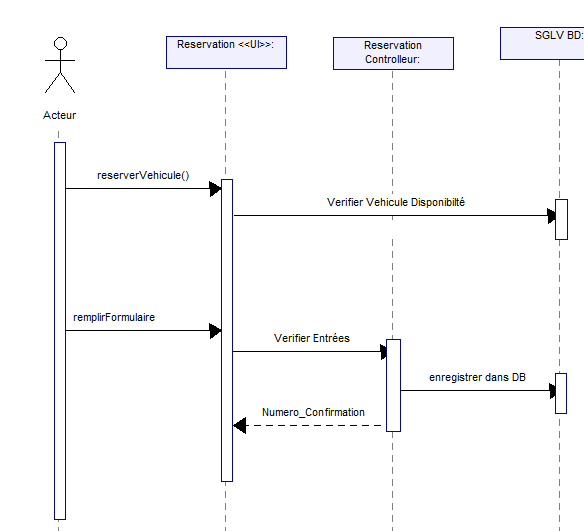 Reservation <<UI>>:
Reservation
Controlleur:
SGLV BD:
Acteur
reserverVehicule()
Verifier Vehicule Disponibilté
remplirFormulaire
Verifier Entrées
enregistrer dans DB
Numero_Confirmation